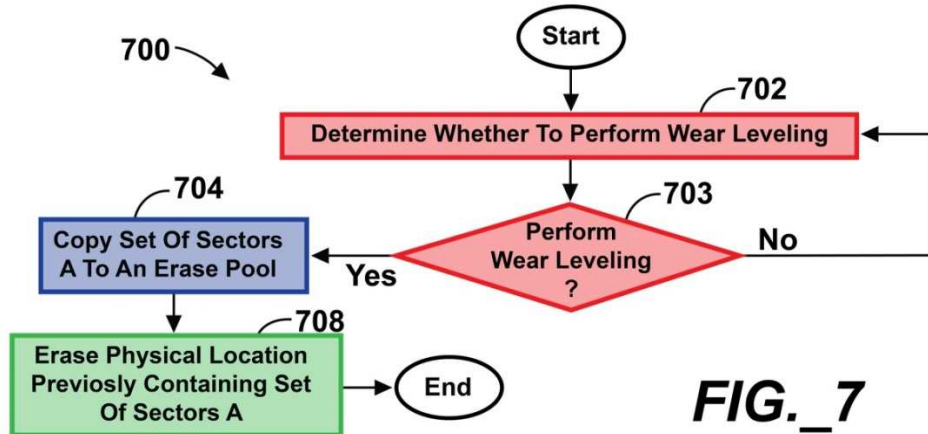 Start
700
702
Determine Whether To Perform Wear Leveling
703
704
Perform
Wear Leveling
?
No
Yes
Copy Set Of Sectors
A To An Erase Pool
708
Erase Physical Location
Previosly Containing Set
Of Sectors A
End
FIG._7